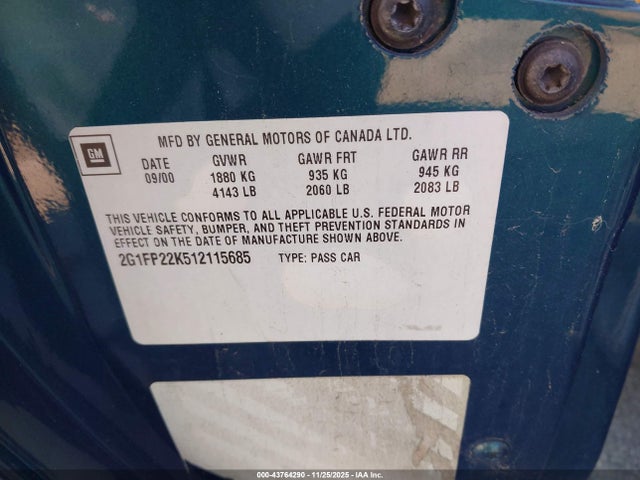 MFD BY GENERAL MOTORS OF CANADA LTD.
GM
DATE GVWR GAWR FRT GAWR RR
09/00 1880 KG 935 KG 945 KG
4143 LB 2060 LB 2083 LB
THIS VEHICLE CONFORMS TO ALL APPLICABLE U.S. FEDERAL MOTOR
VEHICLE SAFETY, BUMPER, AND THEFT PREVENTION STANDARDS IN
EFFECT ON THE DATE OF MANUFACTURE SHOWN ABOVE.
2G1FP22K512115685 TYPE: PASS CAR
000-43764290 - 11/25/2025 - IAA Inc.